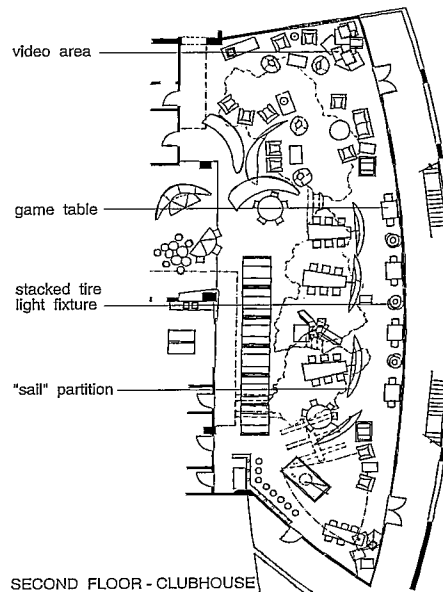 video area
game table
stacked tire
light fixture
"sail" partition
SECOND FLOOR - CLUBHOUSE